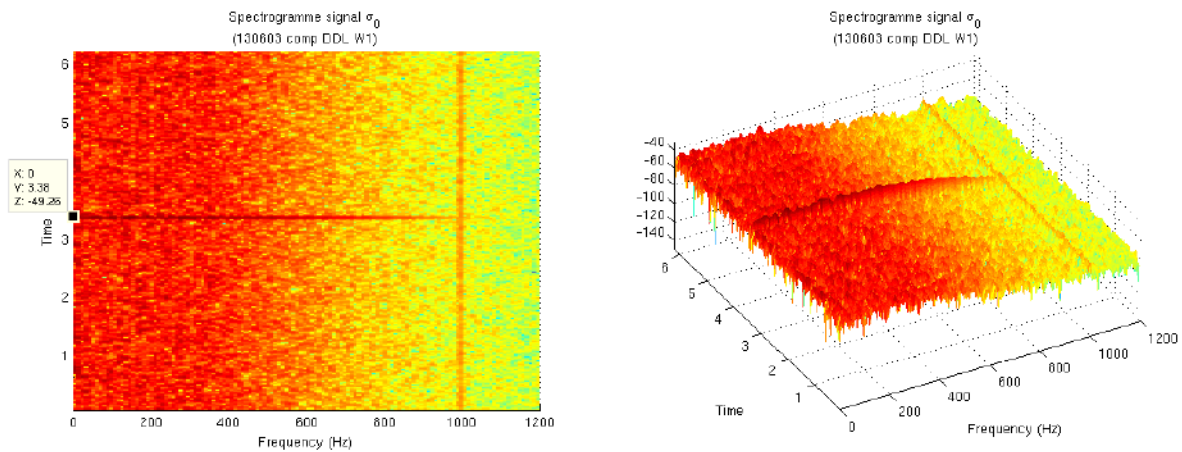 Spectrogramme signal σ0
(130603 comp DDL W1)
6
5
X: 0
Y: 3.38
Z: -49.26
3
2
1
Time
0 200 400 600 800 1000 1200
Frequency (Hz)
Spectrogramme signal σ0
(130603 comp DDL W1)
-40
-60
-80
-100
-120
-140
6
5
4
3
2
1
Time
0
200
400
600
800
1000
1200
Frequency (Hz)